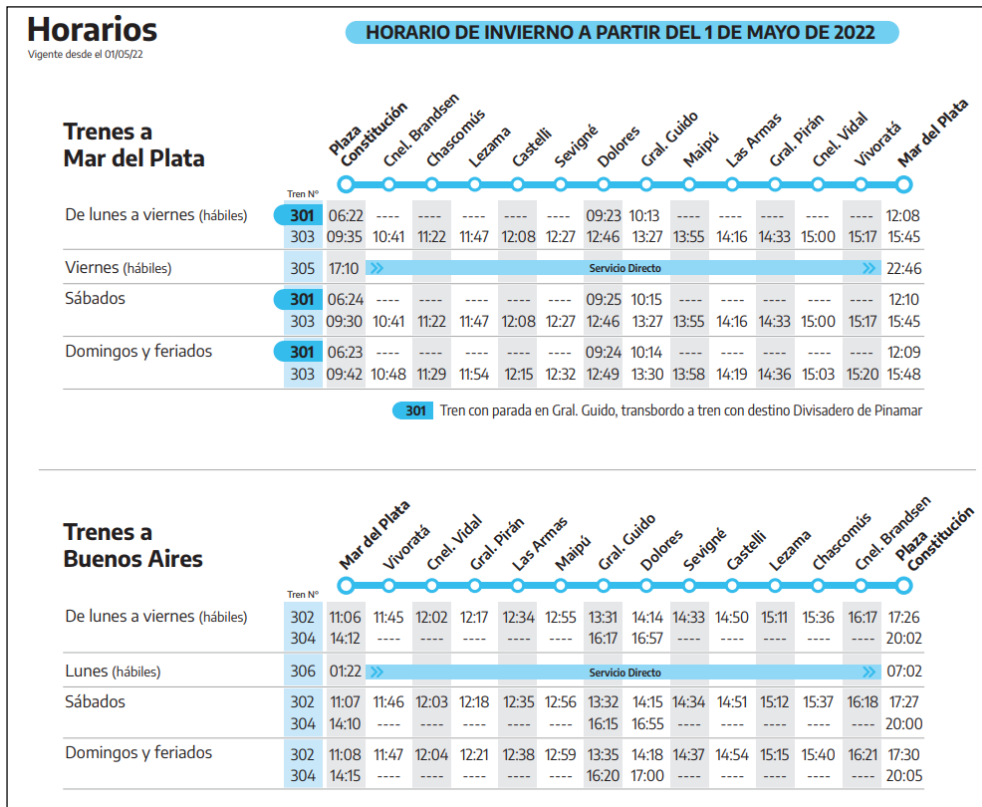 Horarios
Vigente desde el 01/05/22
HORARIO DE INVIERNO A PARTIR DEL 1 DE MAYO DE 2022
Trenes a
Mar del Plata
Plaza Constitución Cnel. Brandsen Chascomús Lezama Castelli Sevigné Dolores Gral. Guido Maipú Las Armas Gral. Pirán Cnel. Vidal Vivoratá Mar del Plata
Tren Nº
De lunes a viernes (hábiles) 301 06:22 ---- ---- ---- ---- ---- 09:23 10:13 ---- ---- ---- ---- ---- 12:08
303 09:35 10:41 11:22 11:47 12:08 12:27 12:46 13:27 13:55 14:16 14:33 15:00 15:17 15:45
Viernes (hábiles) 305 17:10 Servicio Directo 22:46
Sábados 301 06:24 ---- ---- ---- ---- ---- 09:25 10:15 ---- ---- ---- ---- ---- 12:10
303 09:30 10:41 11:22 11:47 12:08 12:27 12:46 13:27 13:55 14:16 14:33 15:00 15:17 15:45
Domingos y feriados 301 06:23 ---- ---- ---- ---- ---- 09:24 10:14 ---- ---- ---- ---- ---- 12:09
303 09:42 10:48 11:29 11:54 12:15 12:32 12:49 13:30 13:58 14:19 14:36 15:03 15:20 15:48
301 Tren con parada en Gral. Guido, transbordo a tren con destino Divisadero de Pinamar
Trenes a
Buenos Aires
Mar del Plata Vivoratá Cnel. Vidal Gral. Pirán Las Armas Maipú Gral. Guido Dolores Sevigné Castelli Lezama Chascomús Cnel. Brandsen Plaza Constitución
Tren Nº
De lunes a viernes (hábiles) 302 11:06 11:45 12:02 12:17 12:34 12:55 13:31 14:14 14:33 14:50 15:11 15:36 16:17 17:26
304 14:12 ---- ---- ---- ---- ---- 16:17 16:57 ---- ---- ---- ---- ---- 20:02
Lunes (hábiles) 306 01:22 Servicio Directo 07:02
Sábados 302 11:07 11:46 12:03 12:18 12:35 12:56 13:32 14:15 14:34 14:51 15:12 15:37 16:18 17:27
304 14:10 ---- ---- ---- ---- ---- 16:15 16:55 ---- ---- ---- ---- ---- 20:00
Domingos y feriados 302 11:08 11:47 12:04 12:21 12:38 12:59 13:35 14:18 14:37 14:54 15:15 15:40 16:21 17:30
304 14:15 ---- ---- ---- ---- ---- 16:20 17:00 ---- ---- ---- ---- ---- 20:05